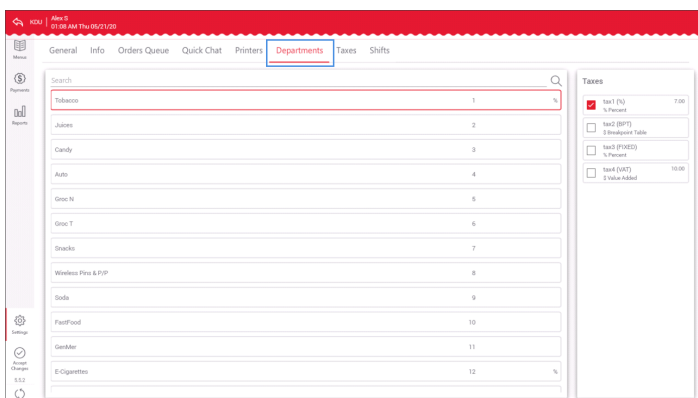 KDU | Alex S
01:08 AM Thu 05/21/20
Menus
Payments
Reports
Settings
Accept
Changes
5.5.2
General Info Orders Queue Quick Chat Printers Departments Taxes Shifts
Search
Tobacco 1 %
Juices 2
Candy 3
Auto 4
Groc N 5
Groc T 6
Snacks 7
Wireless Pins & P/P 8
Soda 9
FastFood 10
GenMer 11
E-Cigarettes 12 %
Taxes
tax1 (%) 7.00
% Percent
tax2 (BPT)
$ Breakpoint Table
tax3 (FIXED)
% Percent
tax4 (VAT) 10.00
$ Value Added